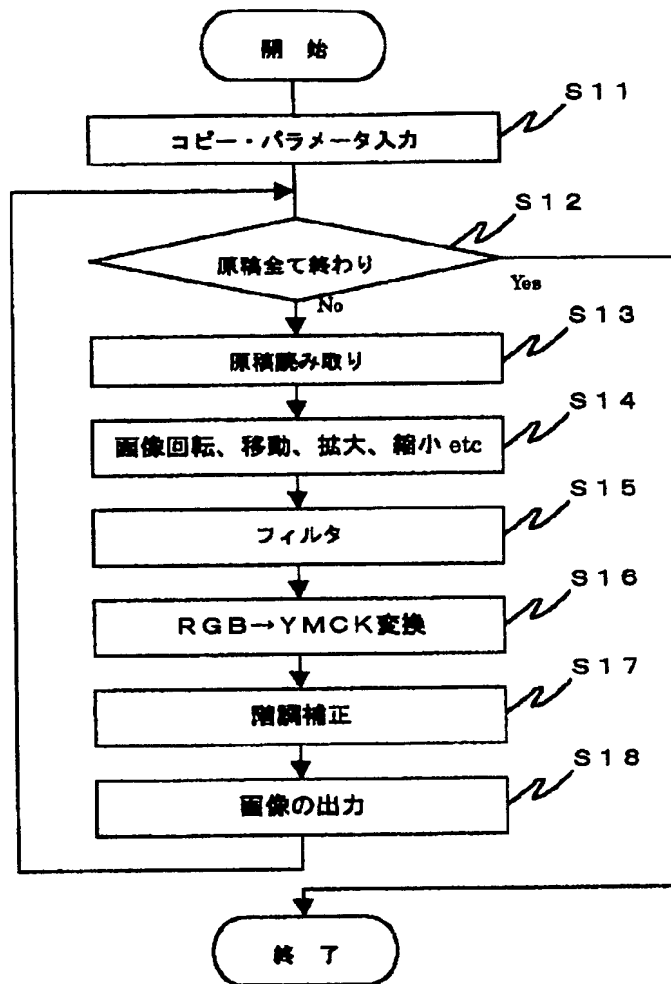 開 始
S11
コピー・パラメータ入力
S12
原稿全て終わり
Yes
No
S13
原稿読み取り
S14
画像回転、移動、拡大、縮小 etc
S15
フィルタ
S16
RGB→YMCK変換
S17
階調補正
S18
画像の出力
終 了